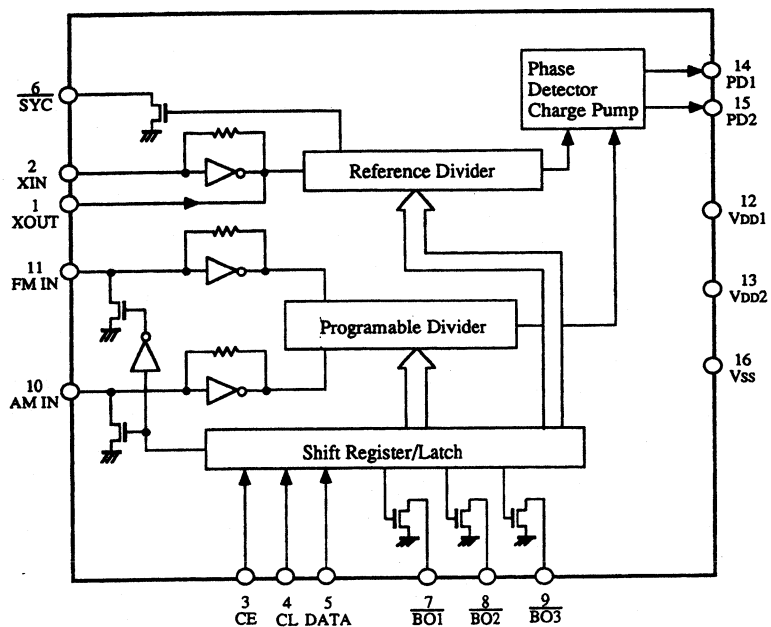 6
SYC
2
XIN
1
XOUT
11
FM IN
10
AM IN
Phase
Detector
Charge Pump
14
PD1
15
PD2
Reference Divider
12
VDD1
13
VDD2
Programable Divider
16
VSS
Shift Register/Latch
3
CE
4
CL
5
DATA
7
BO1
8
BO2
9
BO3